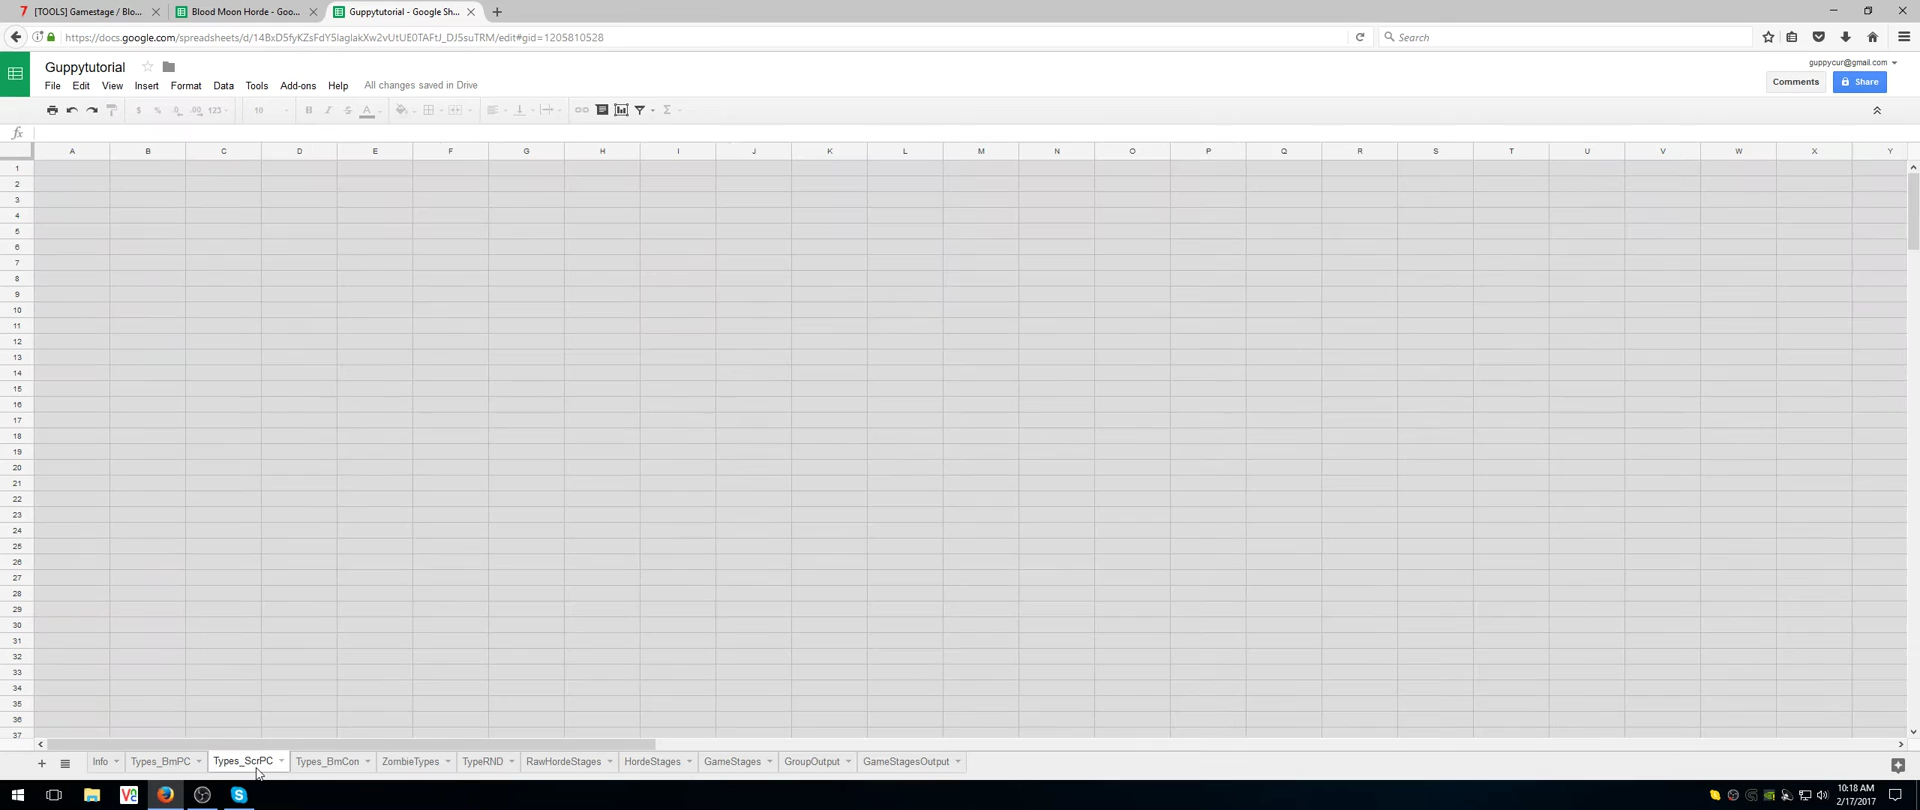 [TOOLS] Gamestage / Blo...
Blood Moon Horde - Goo...
Guppytutorial - Google Sh...
https://docs.google.com/spreadsheets/d/14BxD5fyKZsFdY5IaglakXw2vUtUE0TAFtJ_DJ5suTRM/edit#gid=1205810528
Search
Guppytutorial
guppycur@gmail.com
File Edit View Insert Format Data Tools Add-ons Help All changes saved in Drive
Comments Share
$ % .0 .00 123 10 B I S A Σ
fx
A B C D E F G H I J K L M N O P Q R S T U V W X Y
1
2
3
4
5
6
7
8
9
10
11
12
13
14
15
16
17
18
19
20
21
22
23
24
25
26
27
28
29
30
31
32
33
34
35
36
37
Info Types_BmPC Types_ScrPC Types_BmCon ZombieTypes TypeRND RawHordeStages HordeStages GameStages GroupOutput GameStagesOutput
10:18 AM
2/17/2017